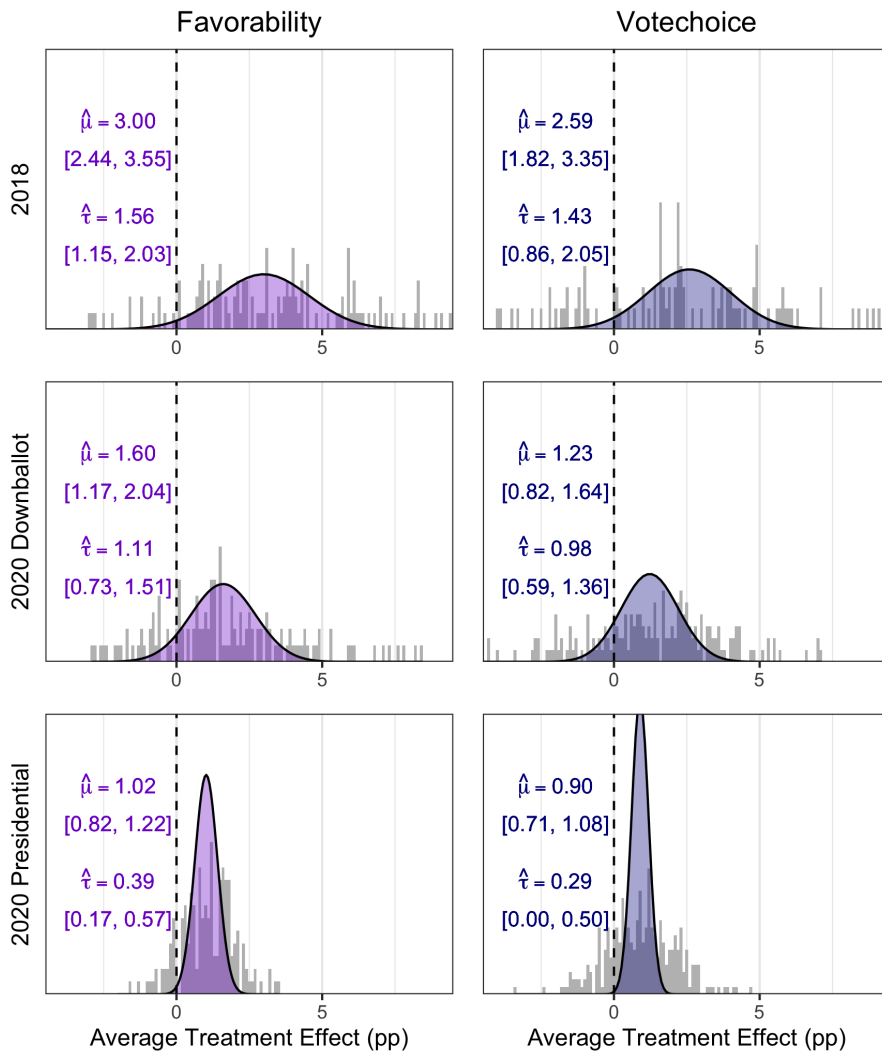 Favorability
Votechoice
2018
μ̂ = 3.00
[2.44, 3.55]
τ̂ = 1.56
[1.15, 2.03]
0
5
μ̂ = 2.59
[1.82, 3.35]
τ̂ = 1.43
[0.86, 2.05]
0
5
2020 Downballot
μ̂ = 1.60
[1.17, 2.04]
τ̂ = 1.11
[0.73, 1.51]
0
5
μ̂ = 1.23
[0.82, 1.64]
τ̂ = 0.98
[0.59, 1.36]
0
5
2020 Presidential
μ̂ = 1.02
[0.82, 1.22]
τ̂ = 0.39
[0.17, 0.57]
0
5
Average Treatment Effect (pp)
μ̂ = 0.90
[0.71, 1.08]
τ̂ = 0.29
[0.00, 0.50]
0
5
Average Treatment Effect (pp)